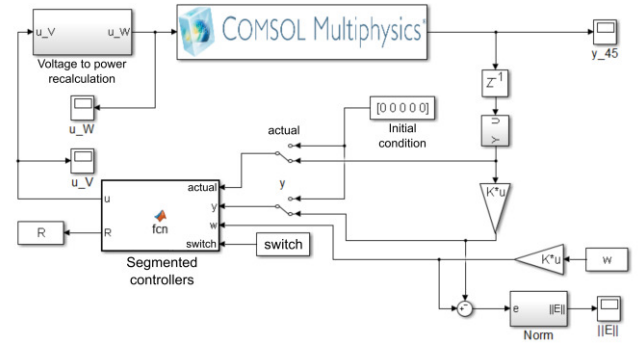 u_V
u_W
COMSOL Multiphysics®
y_45
Voltage to power
recalculation
Z-1
u_W
[0 0 0 0 0]
Initial
condition
U
Y
actual
u_V
y
K*u
actual
u
y
fcn
w
R
R
switch
switch
Segmented
controllers
K*u
w
+
-
e
||E||
Norm
||E||